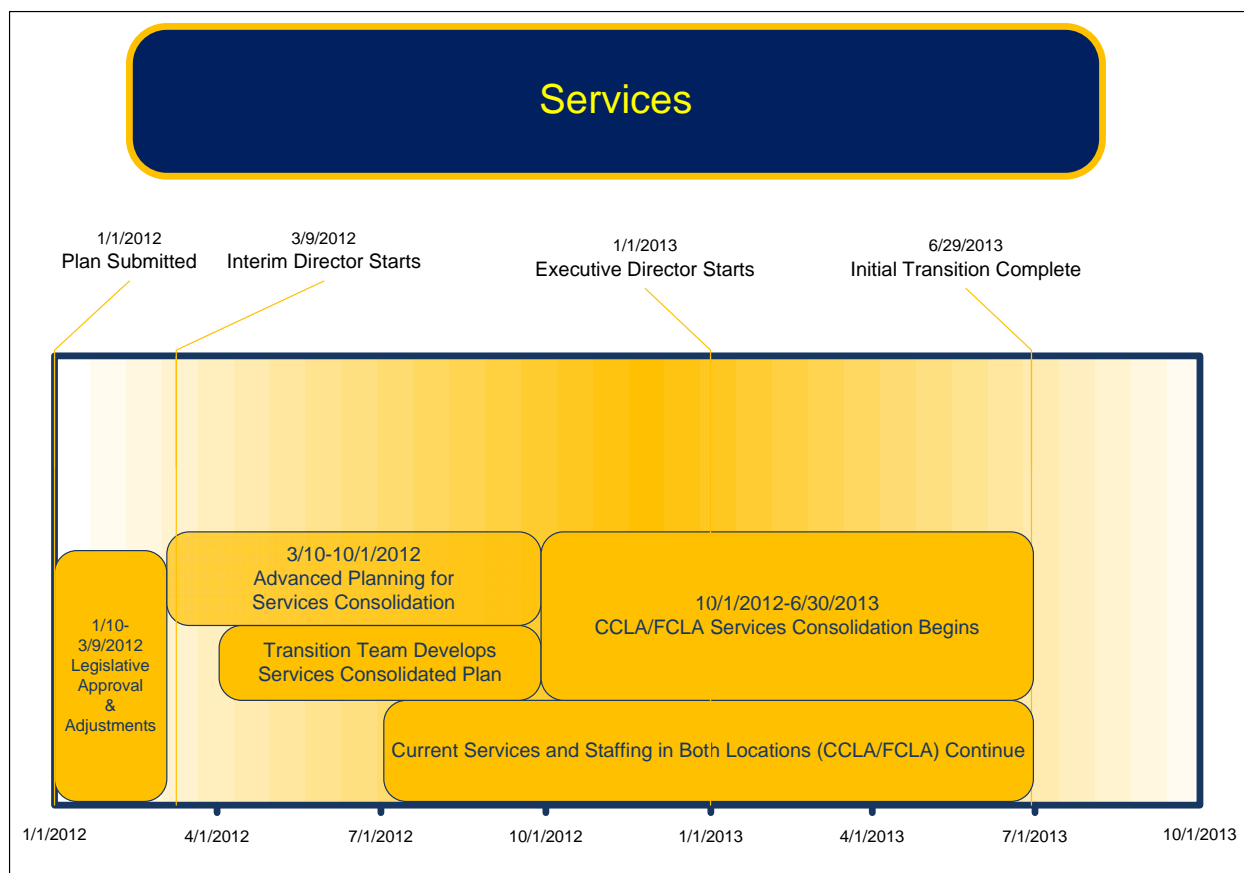 Services
1/1/2012
Plan Submitted
3/9/2012
Interim Director Starts
1/1/2013
Executive Director Starts
6/29/2013
Initial Transition Complete
1/10-
3/9/2012
Legislative
Approval
&
Adjustments
3/10-10/1/2012
Advanced Planning for
Services Consolidation
Transition Team Develops
Services Consolidated Plan
10/1/2012-6/30/2013
CCLA/FCLA Services Consolidation Begins
Current Services and Staffing in Both Locations (CCLA/FCLA) Continue
1/1/2012
4/1/2012
7/1/2012
10/1/2012
1/1/2013
4/1/2013
7/1/2013
10/1/2013